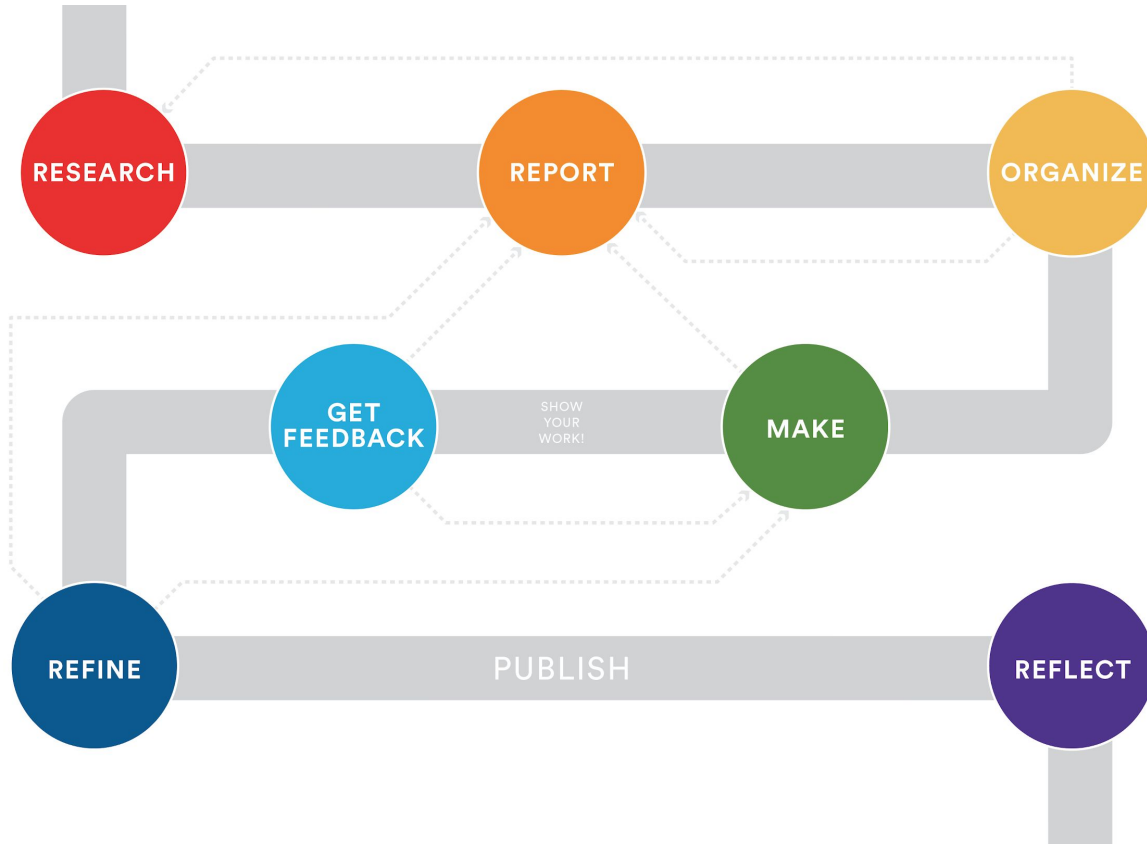 RESEARCH
REPORT
ORGANIZE
GET
FEEDBACK
SHOW
YOUR
WORK!
MAKE
REFINE
PUBLISH
REFLECT